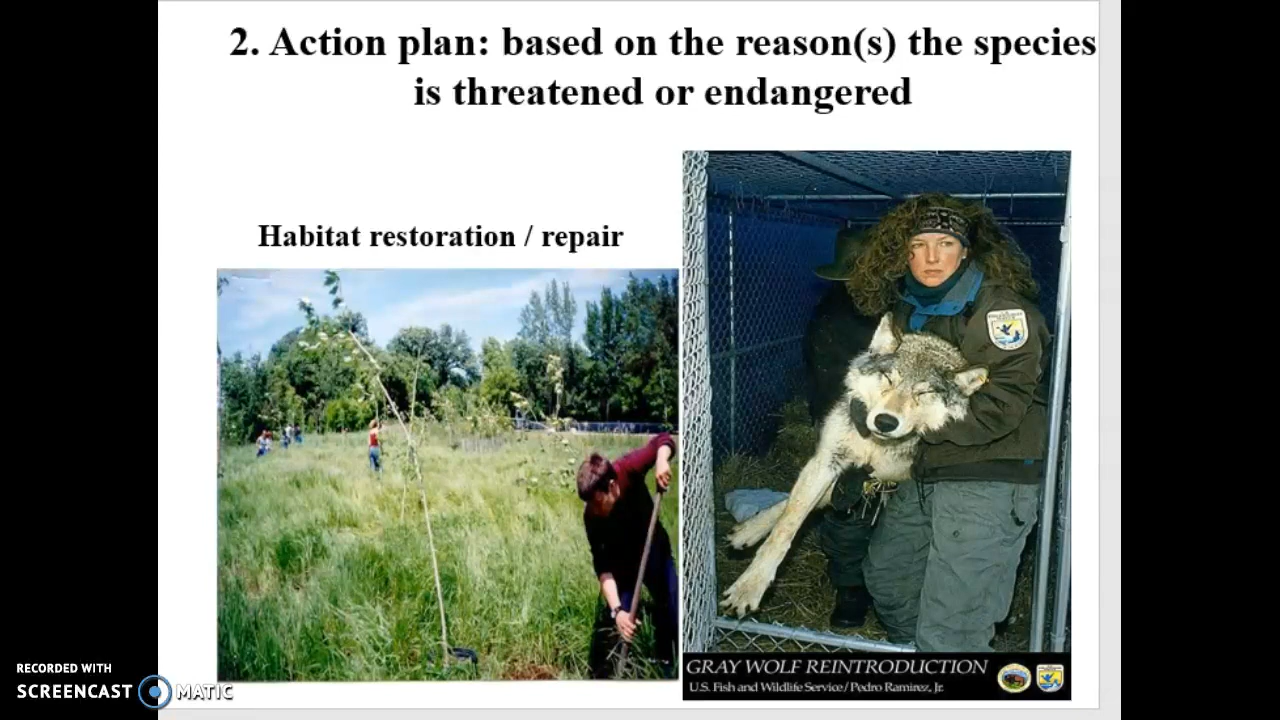 2. Action plan: based on the reason(s) the species
is threatened or endangered
Habitat restoration / repair
GRAY WOLF REINTRODUCTION
U.S. Fish and Wildlife Service/Pedro Ramirez, Jr.
RECORDED WITH
SCREENCAST MATIC